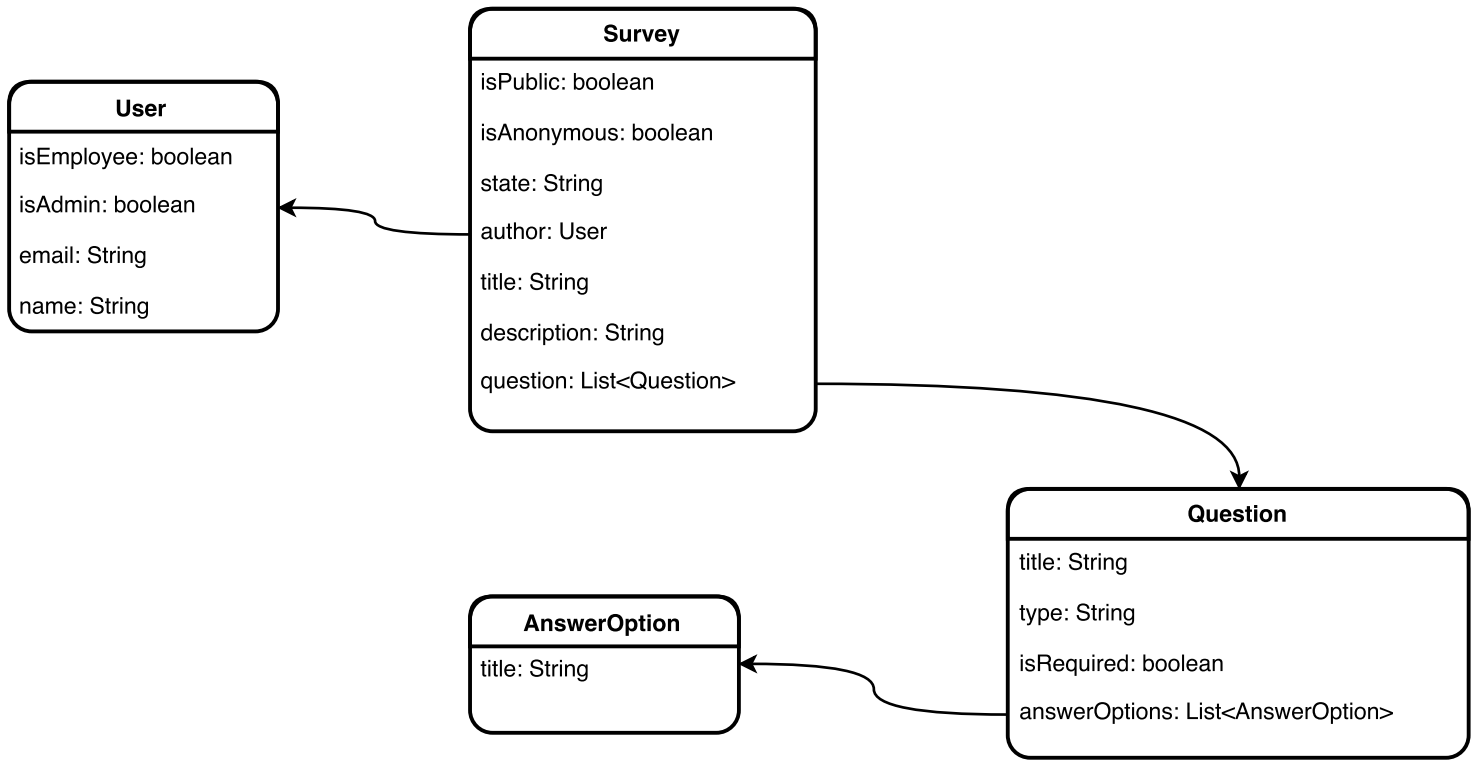 User
isEmployee: boolean
isAdmin: boolean
email: String
name: String
Survey
isPublic: boolean
isAnonymous: boolean
state: String
author: User
title: String
description: String
question: List<Question>
AnswerOption
title: String
Question
title: String
type: String
isRequired: boolean
answerOptions: List<AnswerOption>